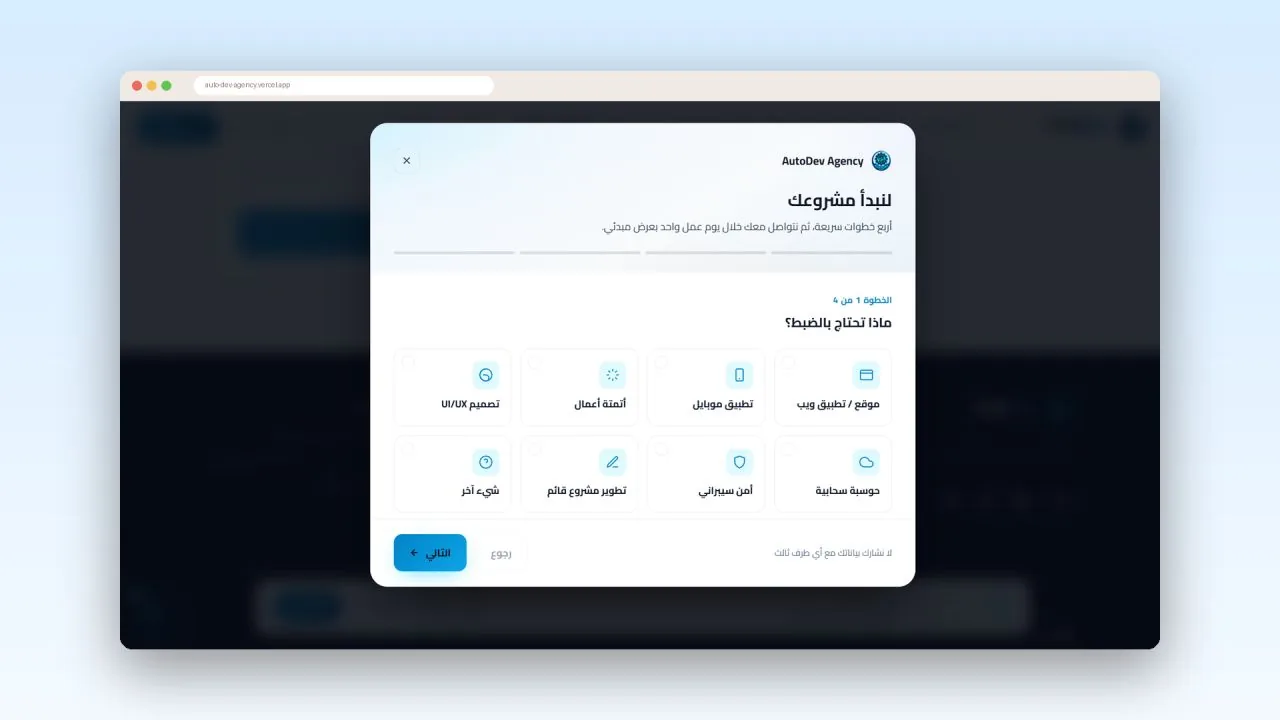 auto-dev-agency.vercel.app
AutoDev Agency
لنبدأ مشروعك
أربع خطوات سريعة، ثم نتواصل معك خلال يوم عمل واحد بعرض مبدئي.
الخطوة 1 من 4
ماذا تحتاج بالضبط؟
موقع / تطبيق ويب
تطبيق موبايل
أتمتة أعمال
تصميم UI/UX
حوسبة سحابية
أمن سيبراني
تطوير مشروع قائم
شيء آخر
لا نشارك بياناتك مع أي طرف ثالث
رجوع
التالي ←